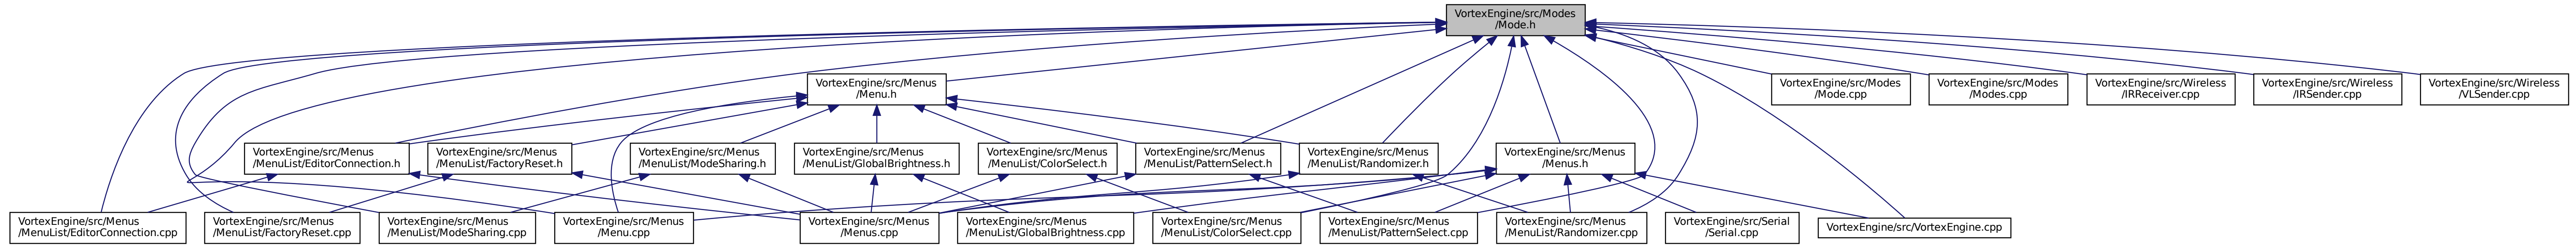 VortexEngine/src/Modes
/Mode.h
VortexEngine/src/Menus
/Menu.h
VortexEngine/src/Modes
/Mode.cpp
VortexEngine/src/Modes
/Modes.cpp
VortexEngine/src/Wireless
/IRReceiver.cpp
VortexEngine/src/Wireless
/IRSender.cpp
VortexEngine/src/Wireless
/VLSender.cpp
VortexEngine/src/Menus
/MenuList/EditorConnection.h
VortexEngine/src/Menus
/MenuList/FactoryReset.h
VortexEngine/src/Menus
/MenuList/ModeSharing.h
VortexEngine/src/Menus
/MenuList/GlobalBrightness.h
VortexEngine/src/Menus
/MenuList/ColorSelect.h
VortexEngine/src/Menus
/MenuList/PatternSelect.h
VortexEngine/src/Menus
/MenuList/Randomizer.h
VortexEngine/src/Menus
/Menus.h
VortexEngine/src/Menus
/MenuList/EditorConnection.cpp
VortexEngine/src/Menus
/MenuList/FactoryReset.cpp
VortexEngine/src/Menus
/MenuList/ModeSharing.cpp
VortexEngine/src/Menus
/Menu.cpp
VortexEngine/src/Menus
/Menus.cpp
VortexEngine/src/Menus
/MenuList/GlobalBrightness.cpp
VortexEngine/src/Menus
/MenuList/ColorSelect.cpp
VortexEngine/src/Menus
/MenuList/PatternSelect.cpp
VortexEngine/src/Menus
/MenuList/Randomizer.cpp
VortexEngine/src/Serial
/Serial.cpp
VortexEngine/src/VortexEngine.cpp